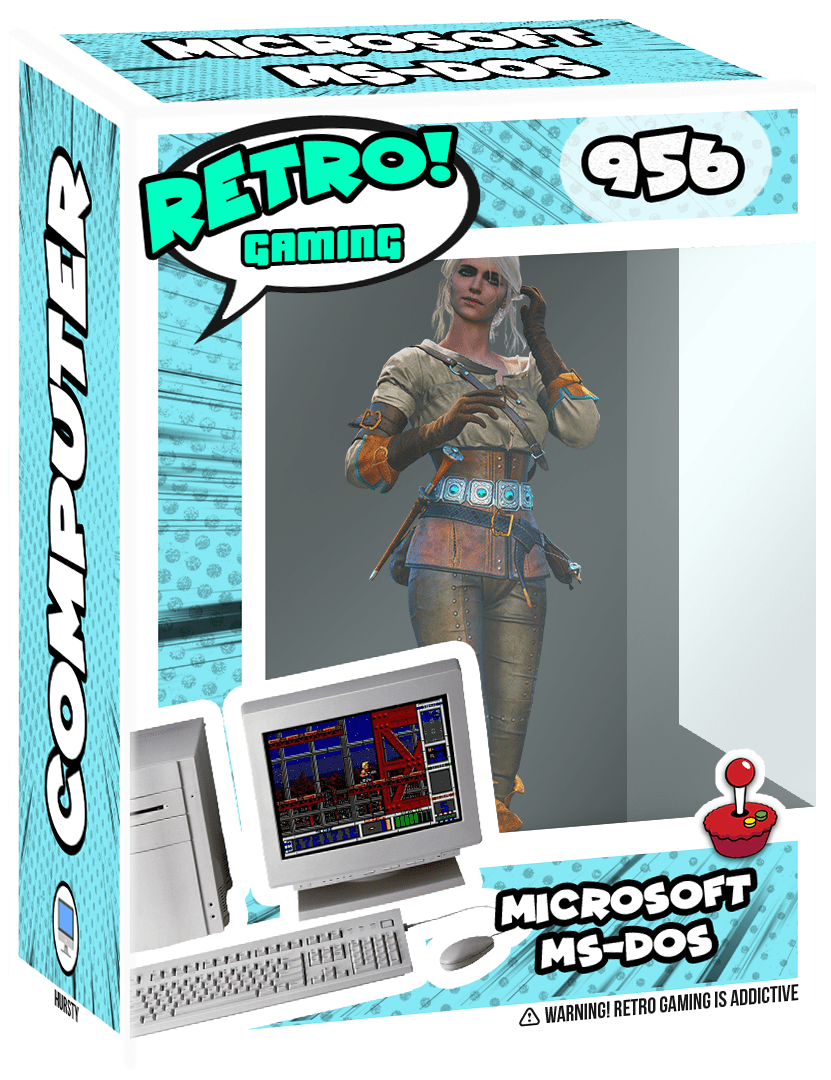 MICROSOFT
MS-DOS
RETRO!
GAMING
956
COMPUTER
MICROSOFT
MS-DOS
WARNING! RETRO GAMING IS ADDICTIVE
HURSTY